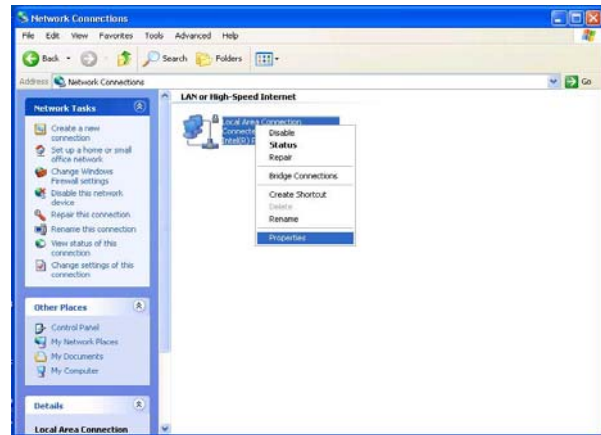 Network Connections
File Edit View Favorites Tools Advanced Help
Back Search Folders
Address Network Connections Go
Network Tasks
Create a new
connection
Set up a home or small
office network
Change Windows
Firewall settings
Disable this network
device
Repair this connection
Rename this connection
View status of this
connection
Change settings of this
connection
Other Places
Control Panel
My Network Places
My Documents
My Computer
Details
Local Area Connection
LAN or High-Speed Internet
Local Area Connection
Connecte
Intel(R) P
Disable
Status
Repair
Bridge Connections
Create Shortcut
Delete
Rename
Properties